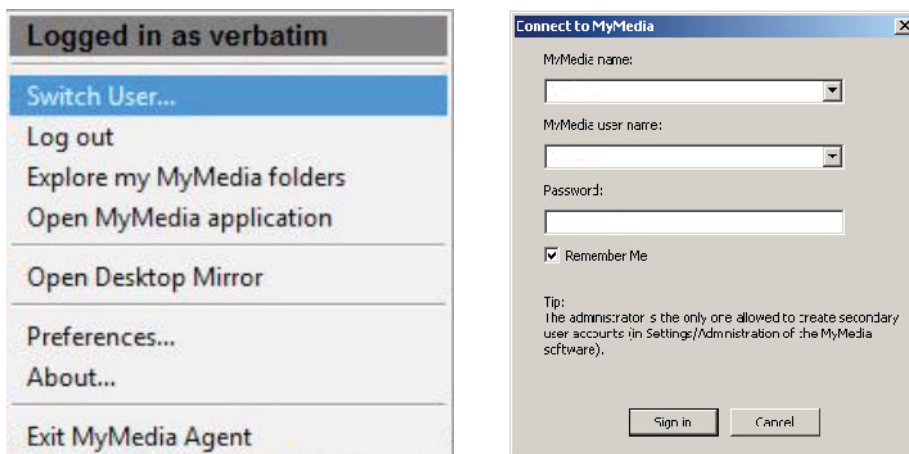 Logged in as verbatim
Switch User...
Log out
Explore my MyMedia folders
Open MyMedia application
Open Desktop Mirror
Preferences...
About...
Exit MyMedia Agent
Connect to MyMedia
MyMedia name:
MyMedia user name:
Password:
Remember Me
Tip:
The administrator is the only one allowed to create secondary
user accounts (in Settings/Administration of the MyMedia
software).
Sign in
Cancel